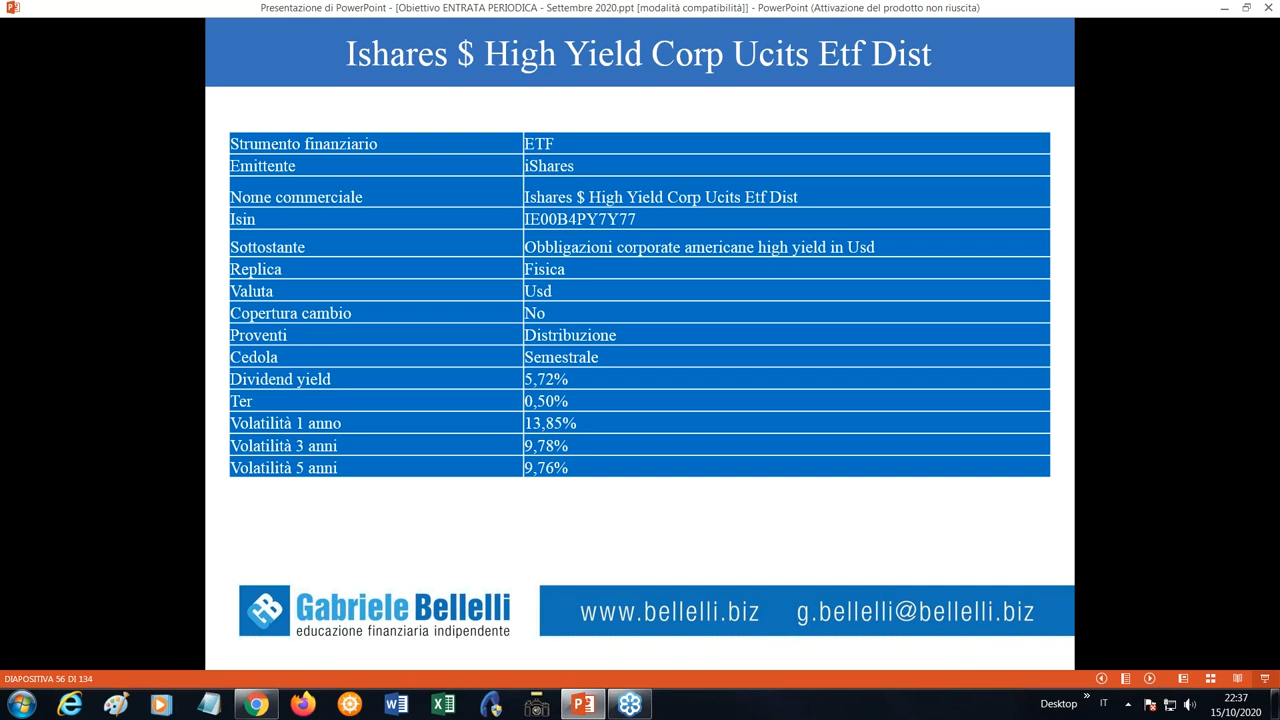 Presentazione di PowerPoint - [Obiettivo ENTRATA PERIODICA - Settembre 2020.ppt [modalità compatibilità]] - PowerPoint (Attivazione del prodotto non riuscita)
Ishares $ High Yield Corp Ucits Etf Dist
Strumento finanziario ETF
Emittente iShares
Nome commerciale Ishares $ High Yield Corp Ucits Etf Dist
Isin IE00B4PY7Y77
Sottostante Obbligazioni corporate americane high yield in Usd
Replica Fisica
Valuta Usd
Copertura cambio No
Proventi Distribuzione
Cedola Semestrale
Dividend yield 5,72%
Ter 0,50%
Volatilità 1 anno 13,85%
Volatilità 3 anni 9,78%
Volatilità 5 anni 9,76%
Gabriele Bellelli
educazione finanziaria indipendente
www.bellelli.biz g.bellelli@bellelli.biz
DIAPOSITIVA 56 DI 134
Desktop » IT 22:37
15/10/2020